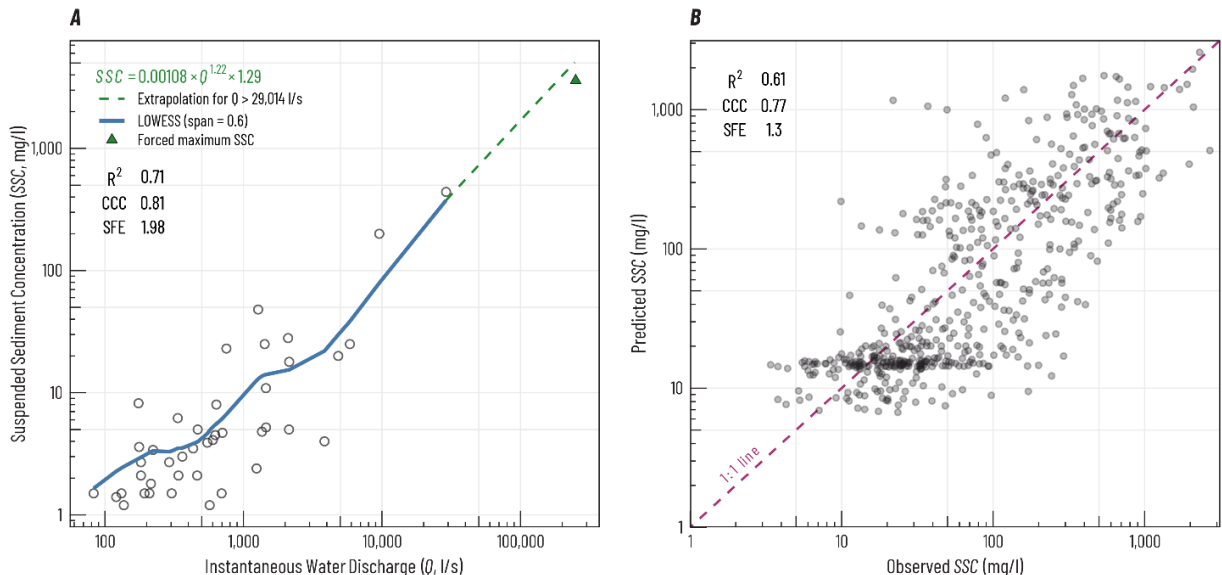 A
SSC = 0.00108 × Q^1.22 × 1.29
Extrapolation for Q > 29,014 l/s
LOWESS (span = 0.6)
Forced maximum SSC
R² 0.71
CCC 0.81
SFE 1.98
Suspended Sediment Concentration (SSC, mg/l)
1,000
100
10
1
100
1,000
10,000
100,000
Instantaneous Water Discharge (Q, l/s)
B
R² 0.61
CCC 0.77
SFE 1.3
Predicted SSC (mg/l)
1,000
100
10
1
1:1 line
1
10
100
1,000
Observed SSC (mg/l)